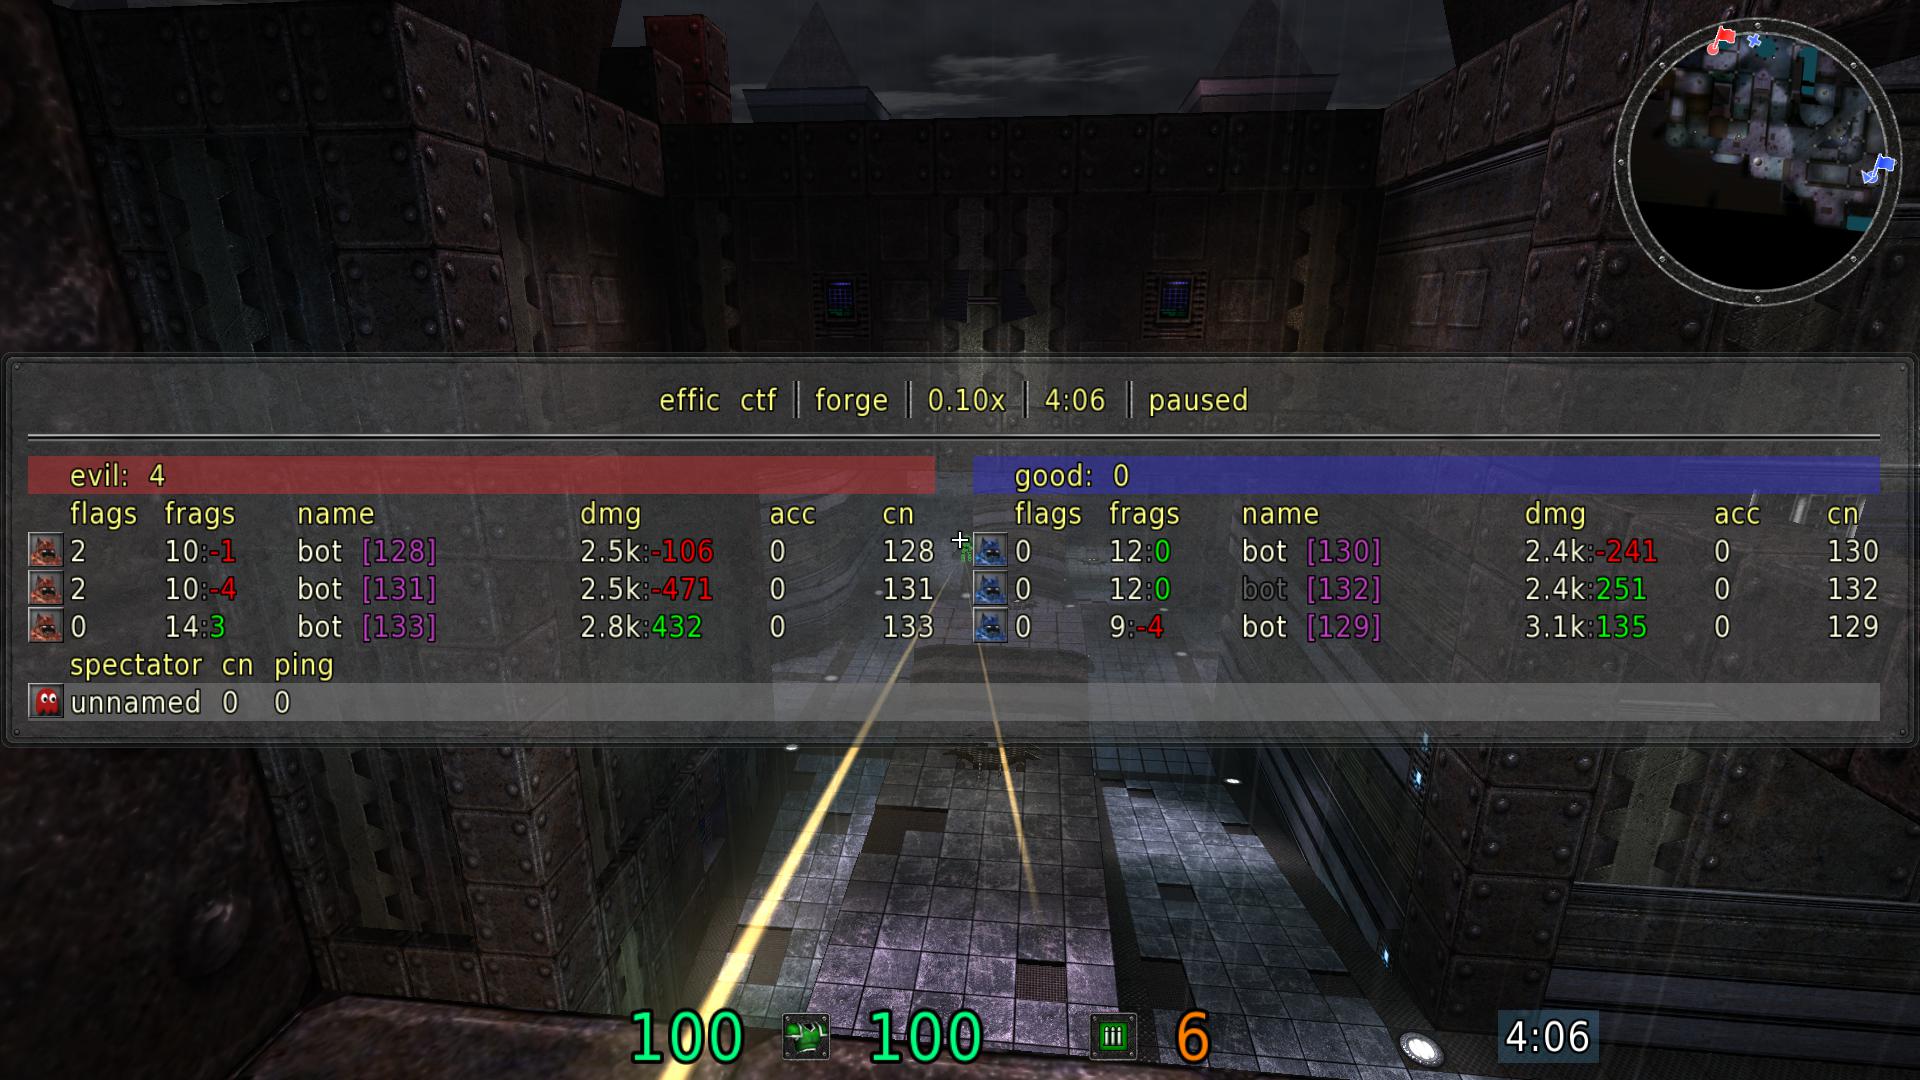 effic ctf | forge | 0.10x | 4:06 | paused
evil: 4
flags frags name dmg acc cn
2 10:-1 bot [128] 2.5k:-106 0 128
2 10:-4 bot [131] 2.5k:-471 0 131
0 14:3 bot [133] 2.8k:432 0 133
good: 0
flags frags name dmg acc cn
0 12:0 bot [130] 2.4k:-241 0 130
0 12:0 bot [132] 2.4k:251 0 132
0 9:-4 bot [129] 3.1k:135 0 129
spectator cn ping
unnamed 0 0
100 100 6 4:06